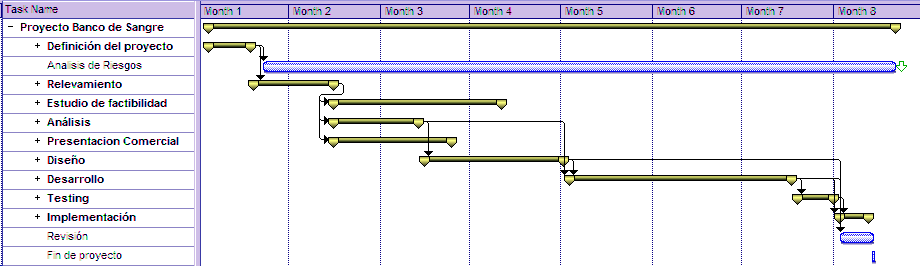 Task Name
Month 1 Month 2 Month 3 Month 4 Month 5 Month 6 Month 7 Month 8
− Proyecto Banco de Sangre
+ Definición del proyecto
Analisis de Riesgos
+ Relevamiento
+ Estudio de factibilidad
+ Análisis
+ Presentacion Comercial
+ Diseño
+ Desarrollo
+ Testing
+ Implementación
Revisión
Fin de proyecto